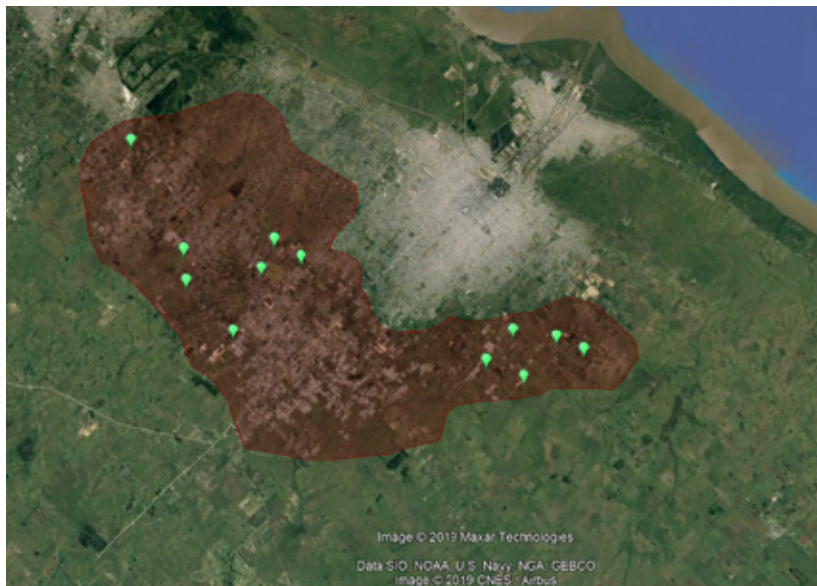 Image © 2019 Maxar Technologies
Data SIO, NOAA, U.S. Navy, NGA, GEBCO
Image © 2019 CNES / Airbus